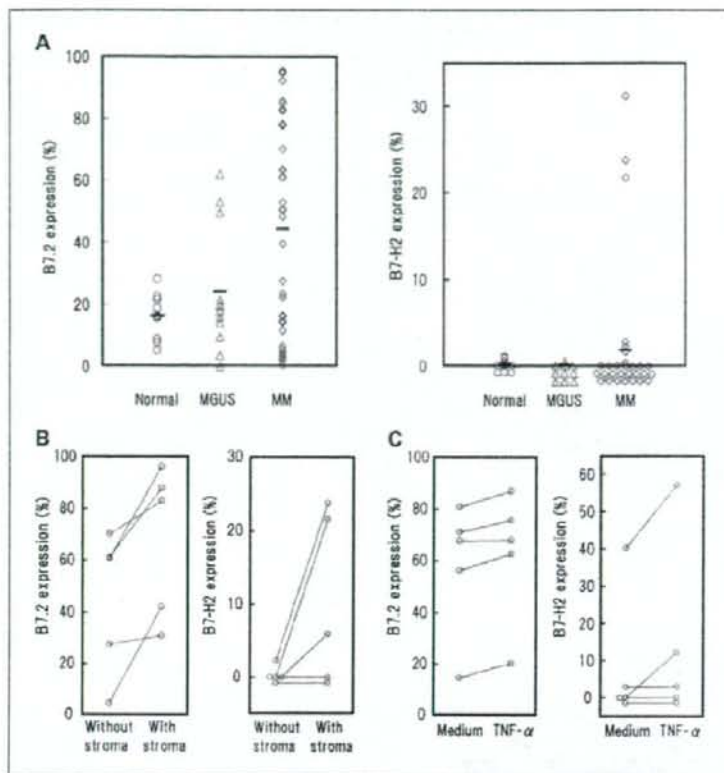 A
B7.2 expression (%)
100
80
60
40
20
0
Normal MGUS MM
B7-H2 expression (%)
30
20
10
0
Normal MGUS MM
B
B7.2 expression (%)
100
80
60
40
20
0
Without stroma
With stroma
B7-H2 expression (%)
30
20
10
0
Without stroma
With stroma
C
B7.2 expression (%)
100
80
60
40
20
0
Medium TNF-α
B7-H2 expression (%)
60
50
40
30
20
10
0
Medium TNF-α